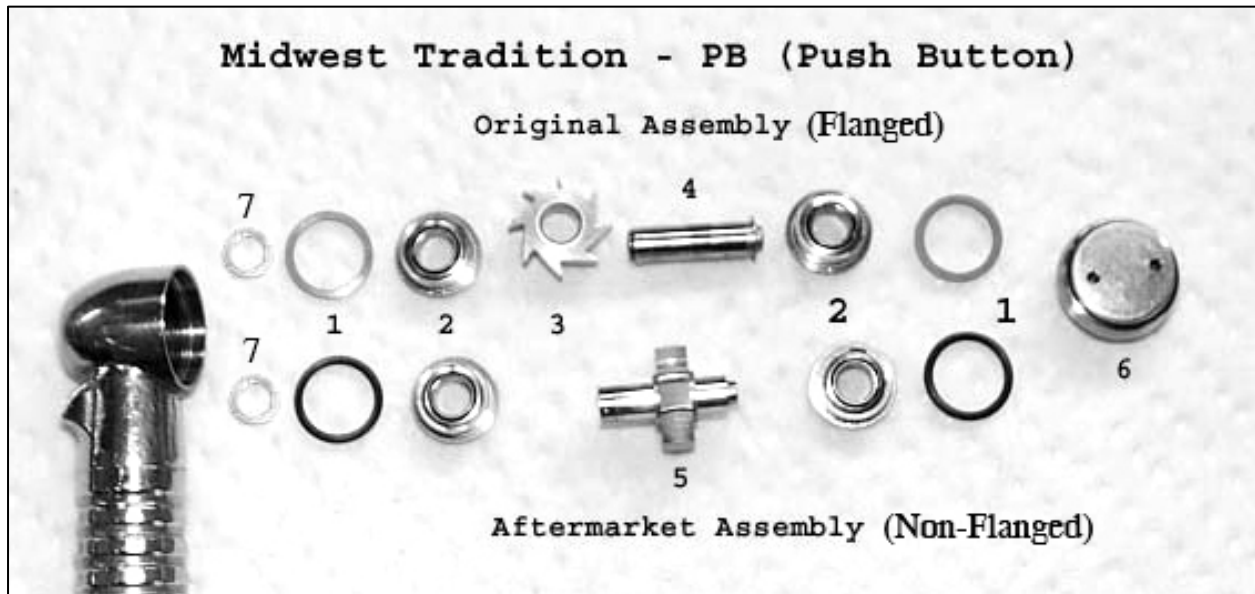 Midwest Tradition - PB (Push Button)
Original Assembly (Flanged)
7 1 2 3 4 2 1 6
7 5
Aftermarket Assembly (Non-Flanged)